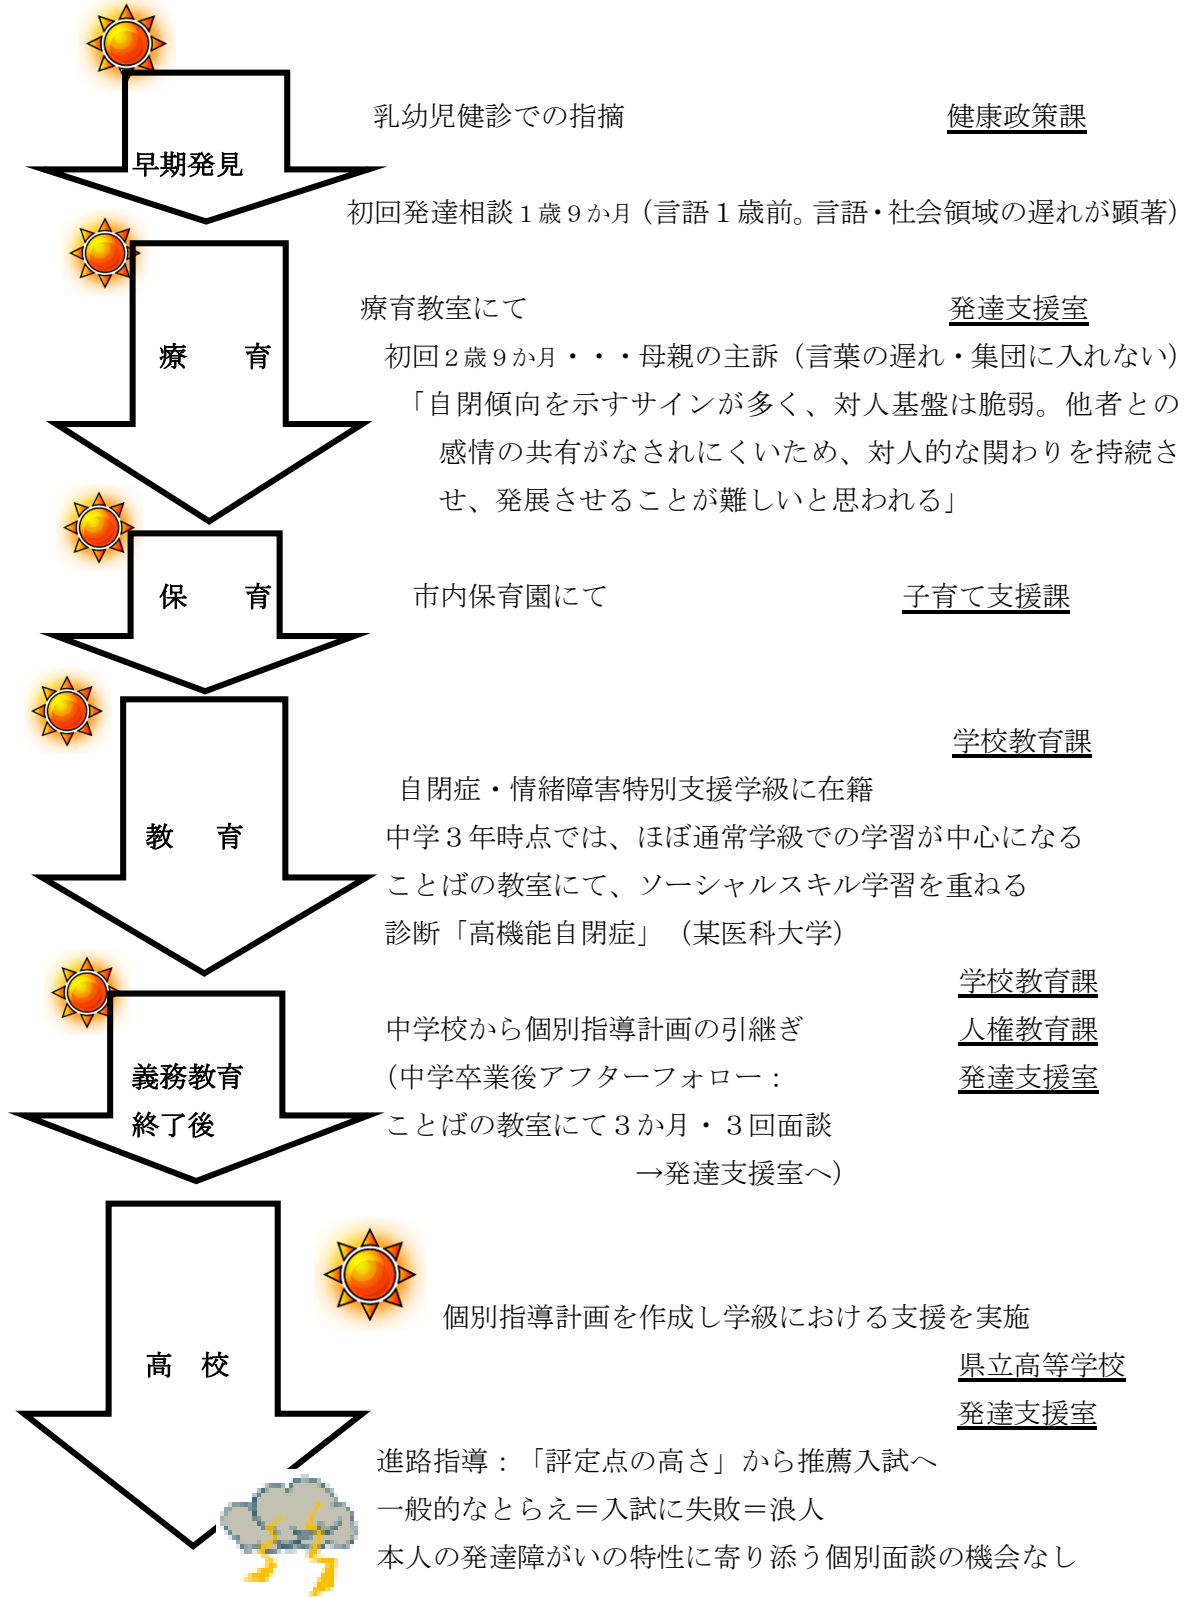 乳幼児健診での指摘　健康政策課
早期発見
初回発達相談１歳９か月（言語１歳前。言語・社会領域の遅れが顕著）
療育教室にて　発達支援室
療　育　初回２歳９か月・・・母親の主訴（言葉の遅れ・集団に入れない）
「自閉傾向を示すサインが多く、対人基盤は脆弱。他者との
感情の共有がなされにくいため、対人的な関わりを持続さ
せ、発展させることが難しいと思われる」
保　育　市内保育園にて　子育て支援課
学校教育課
自閉症・情緒障害特別支援学級に在籍
教　育　中学３年時点では、ほぼ通常学級での学習が中心になる
ことばの教室にて、ソーシャルスキル学習を重ねる
診断「高機能自閉症」（某医科大学）
学校教育課
中学校から個別指導計画の引継ぎ　人権教育課
義務教育　（中学卒業後アフターフォロー：　発達支援室
終了後　ことばの教室にて３か月・３回面談
→発達支援室へ）
個別指導計画を作成し学級における支援を実施
高　校　県立高等学校
発達支援室
進路指導：「評定点の高さ」から推薦入試へ
一般的なとらえ＝入試に失敗＝浪人
本人の発達障がいの特性に寄り添う個別面談の機会なし